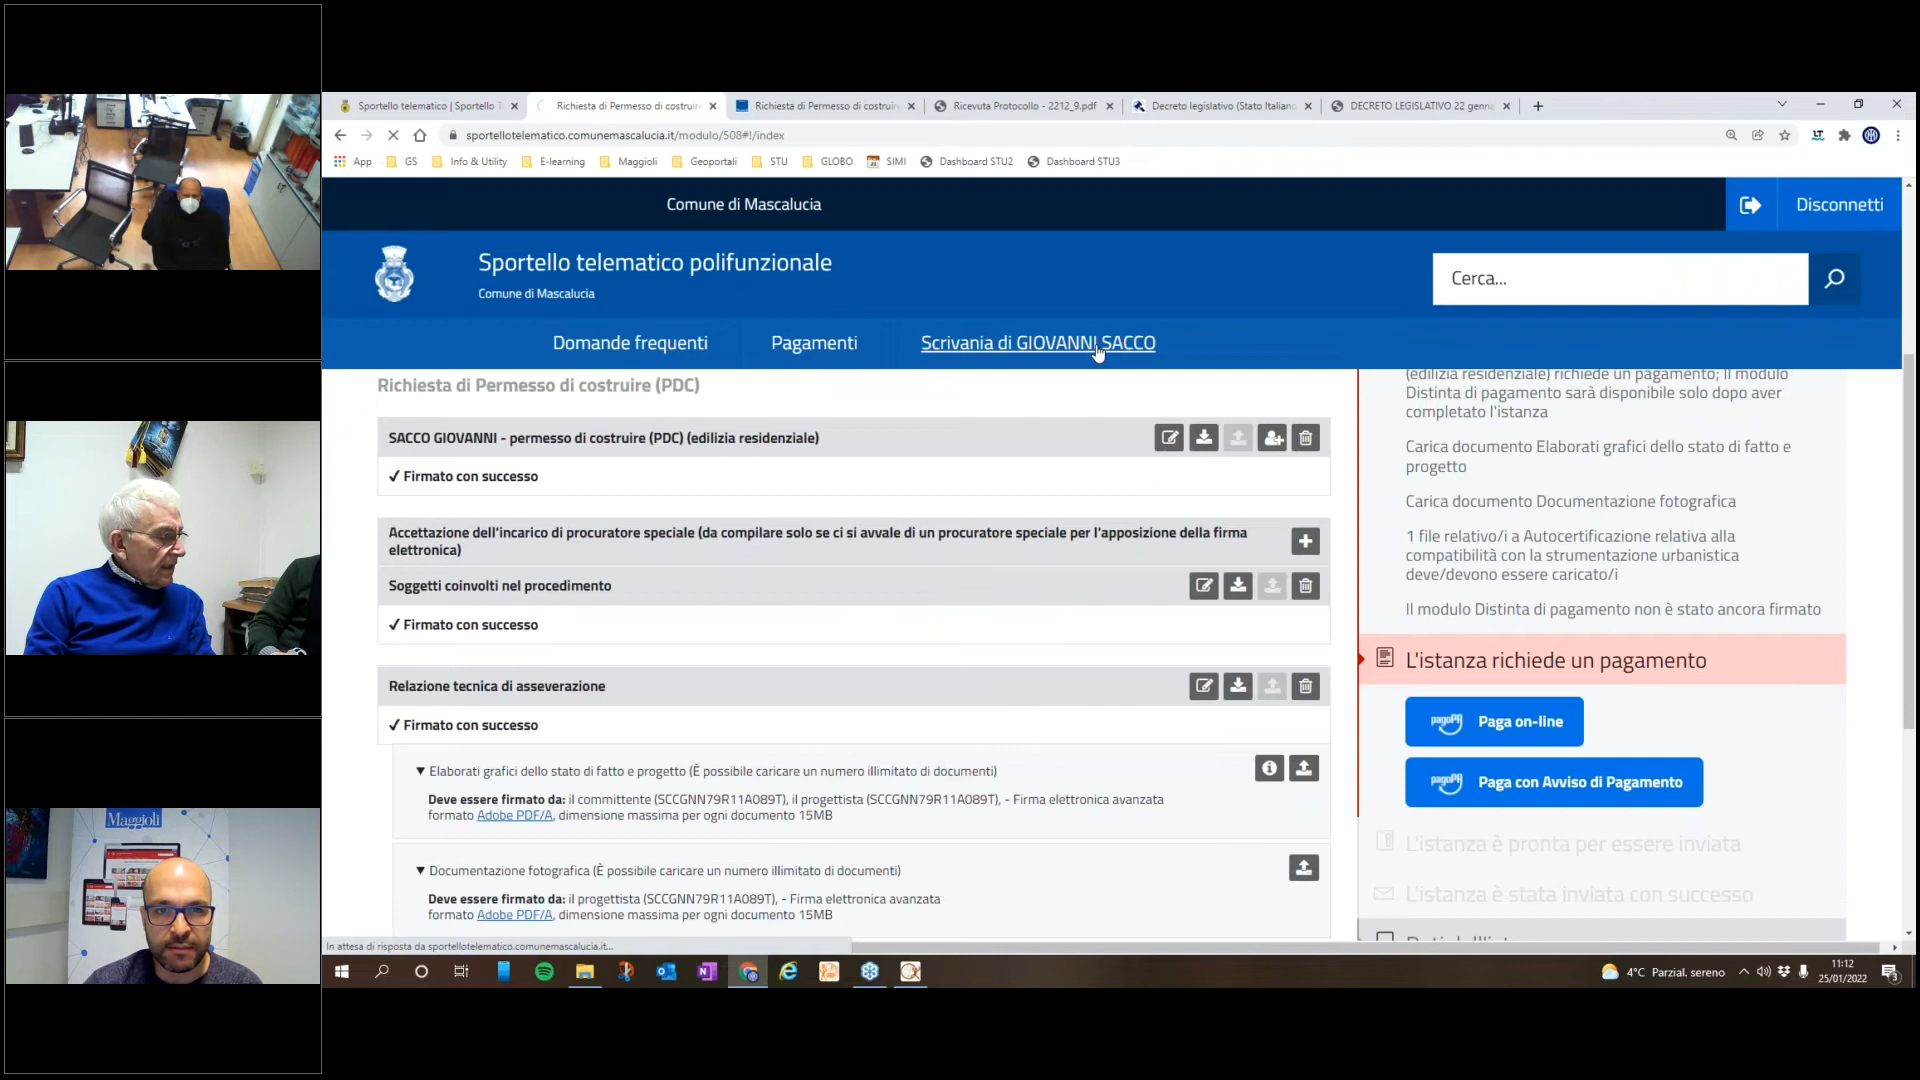 Maggioli
Sportello telematico | Sportello T
Richiesta di Permesso di costruir
Richiesta di Permesso di costruir
Ricevuta Protocollo - 2212_9.pdf
Decreto legislativo (Stato Italiano
DECRETO LEGISLATIVO 22 genna
sportellotelematico.comunemascalucia.it/modulo/508#!/index
App
GS
Info & Utility
E-learning
Maggioli
Geoportali
STU
GLOBO
SIMI
Dashboard STU2
Dashboard STU3
Comune di Mascalucia
Disconnetti
Sportello telematico polifunzionale
Comune di Mascalucia
Cerca...
Domande frequenti
Pagamenti
Scrivania di GIOVANNI SACCO
Richiesta di Permesso di costruire (PDC)
SACCO GIOVANNI - permesso di costruire (PDC) (edilizia residenziale)
✓ Firmato con successo
Accettazione dell'incarico di procuratore speciale (da compilare solo se ci si avvale di un procuratore speciale per l'apposizione della firma
elettronica)
Soggetti coinvolti nel procedimento
✓ Firmato con successo
Relazione tecnica di asseverazione
✓ Firmato con successo
▼ Elaborati grafici dello stato di fatto e progetto (È possibile caricare un numero illimitato di documenti)
Deve essere firmato da: il committente (SCCGNN79R11A089T), il progettista (SCCGNN79R11A089T), - Firma elettronica avanzata
formato Adobe PDF/A, dimensione massima per ogni documento 15MB
▼ Documentazione fotografica (È possibile caricare un numero illimitato di documenti)
Deve essere firmato da: il progettista (SCCGNN79R11A089T), - Firma elettronica avanzata
formato Adobe PDF/A, dimensione massima per ogni documento 15MB
(edilizia residenziale) richiede un pagamento; Il modulo
Distinta di pagamento sarà disponibile solo dopo aver
completato l'istanza
Carica documento Elaborati grafici dello stato di fatto e
progetto
Carica documento Documentazione fotografica
1 file relativo/i a Autocertificazione relativa alla
compatibilità con la strumentazione urbanistica
deve/devono essere caricato/i
Il modulo Distinta di pagamento non è stato ancora firmato
L'istanza richiede un pagamento
pagoPA Paga on-line
pagoPA Paga con Avviso di Pagamento
L'istanza è pronta per essere inviata
L'istanza è stata inviata con successo
In attesa di risposta da sportellotelematico.comunemascalucia.it...
4°C Parzial. sereno
11:12
25/01/2022
3